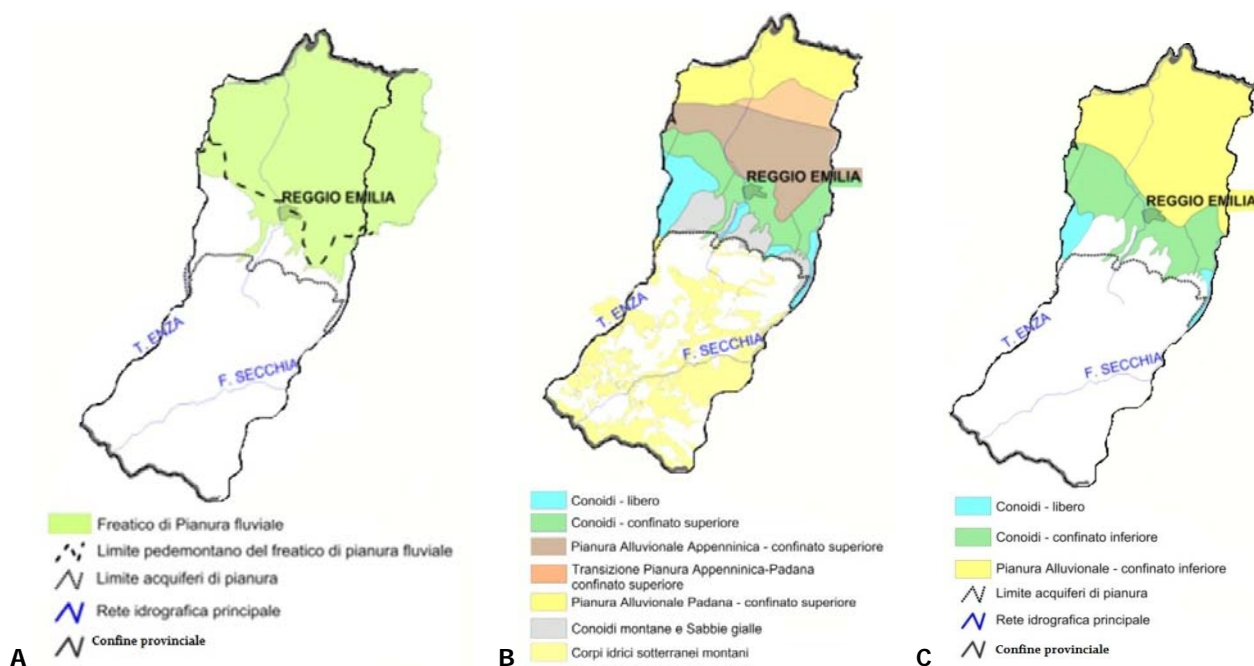 REGGIO EMILIA
T. ENZA
F. SECCHIA
Freatico di Pianura fluviale
Limite pedemontano del freatico di pianura fluviale
Limite acquiferi di pianura
Rete idrografica principale
Confine provinciale
A
REGGIO EMILIA
T. ENZA
F. SECCHIA
Conoidi - libero
Conoidi - confinato superiore
Pianura Alluvionale Appenninica - confinato superiore
Transizione Pianura Appenninica-Padana
confinato superiore
Pianura Alluvionale Padana - confinato superiore
Conoidi montane e Sabbie gialle
Corpi idrici sotterranei montani
B
REGGIO EMILIA
T. ENZA
F. SECCHIA
Conoidi - libero
Conoidi - confinato inferiore
Pianura Alluvionale - confinato inferiore
Limite acquiferi di pianura
Rete idrografica principale
Confine provinciale
C